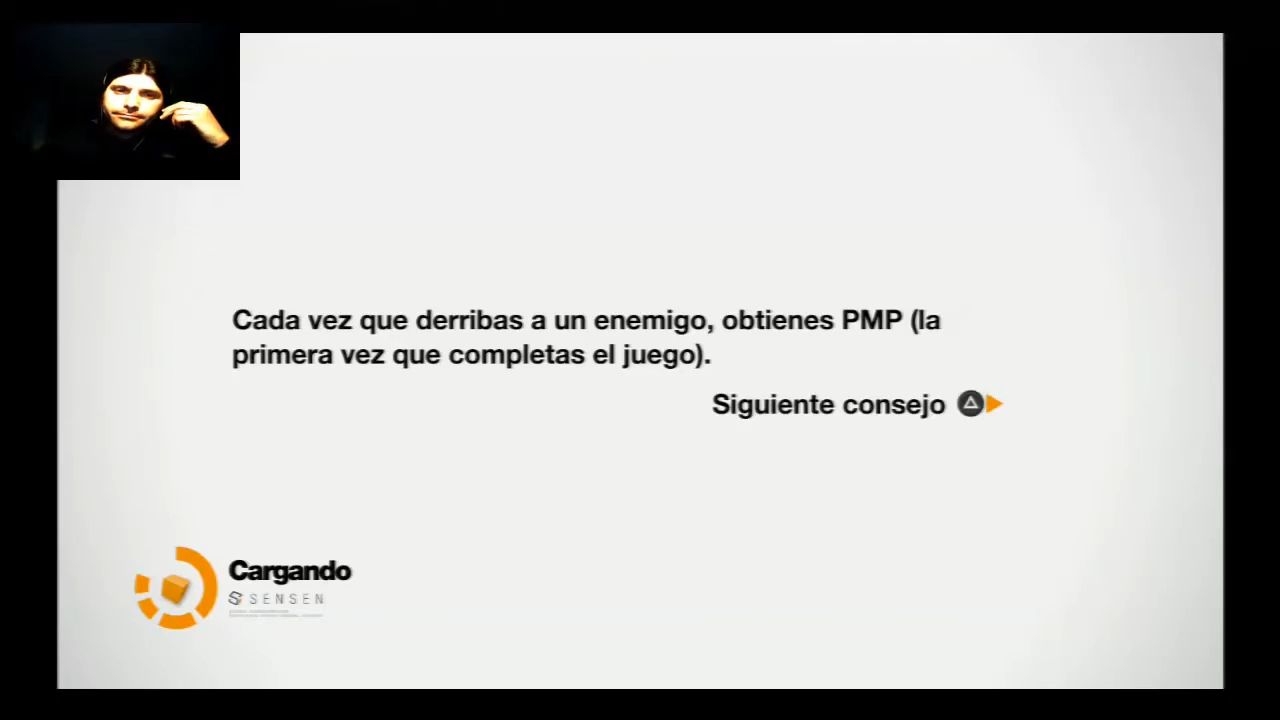 Cada vez que derribas a un enemigo, obtienes PMP (la
primera vez que completas el juego).
Siguiente consejo
Cargando
SENSEN